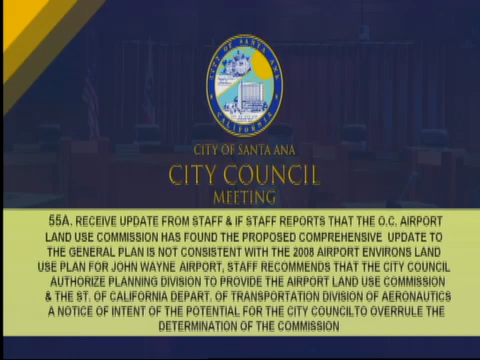 CITY OF SANTA ANA
CALIFORNIA
CITY OF SANTA ANA
CITY COUNCIL
MEETING
55A. RECEIVE UPDATE FROM STAFF & IF STAFF REPORTS THAT THE O.C. AIRPORT
LAND USE COMMISSION HAS FOUND THE PROPOSED COMPREHENSIVE UPDATE TO
THE GENERAL PLAN IS NOT CONSISTENT WITH THE 2008 AIRPORT ENVIRONS LAND
USE PLAN FOR JOHN WAYNE AIRPORT, STAFF RECOMMENDS THAT THE CITY COUNCIL
AUTHORIZE PLANNING DIVISION TO PROVIDE THE AIRPORT LAND USE COMMISSION
& THE ST. OF CALIFORNIA DEPART. OF TRANSPORTATION DIVISION OF AERONAUTICS
A NOTICE OF INTENT OF THE POTENTIAL FOR THE CITY COUNCILTO OVERRULE THE
DETERMINATION OF THE COMMISSION